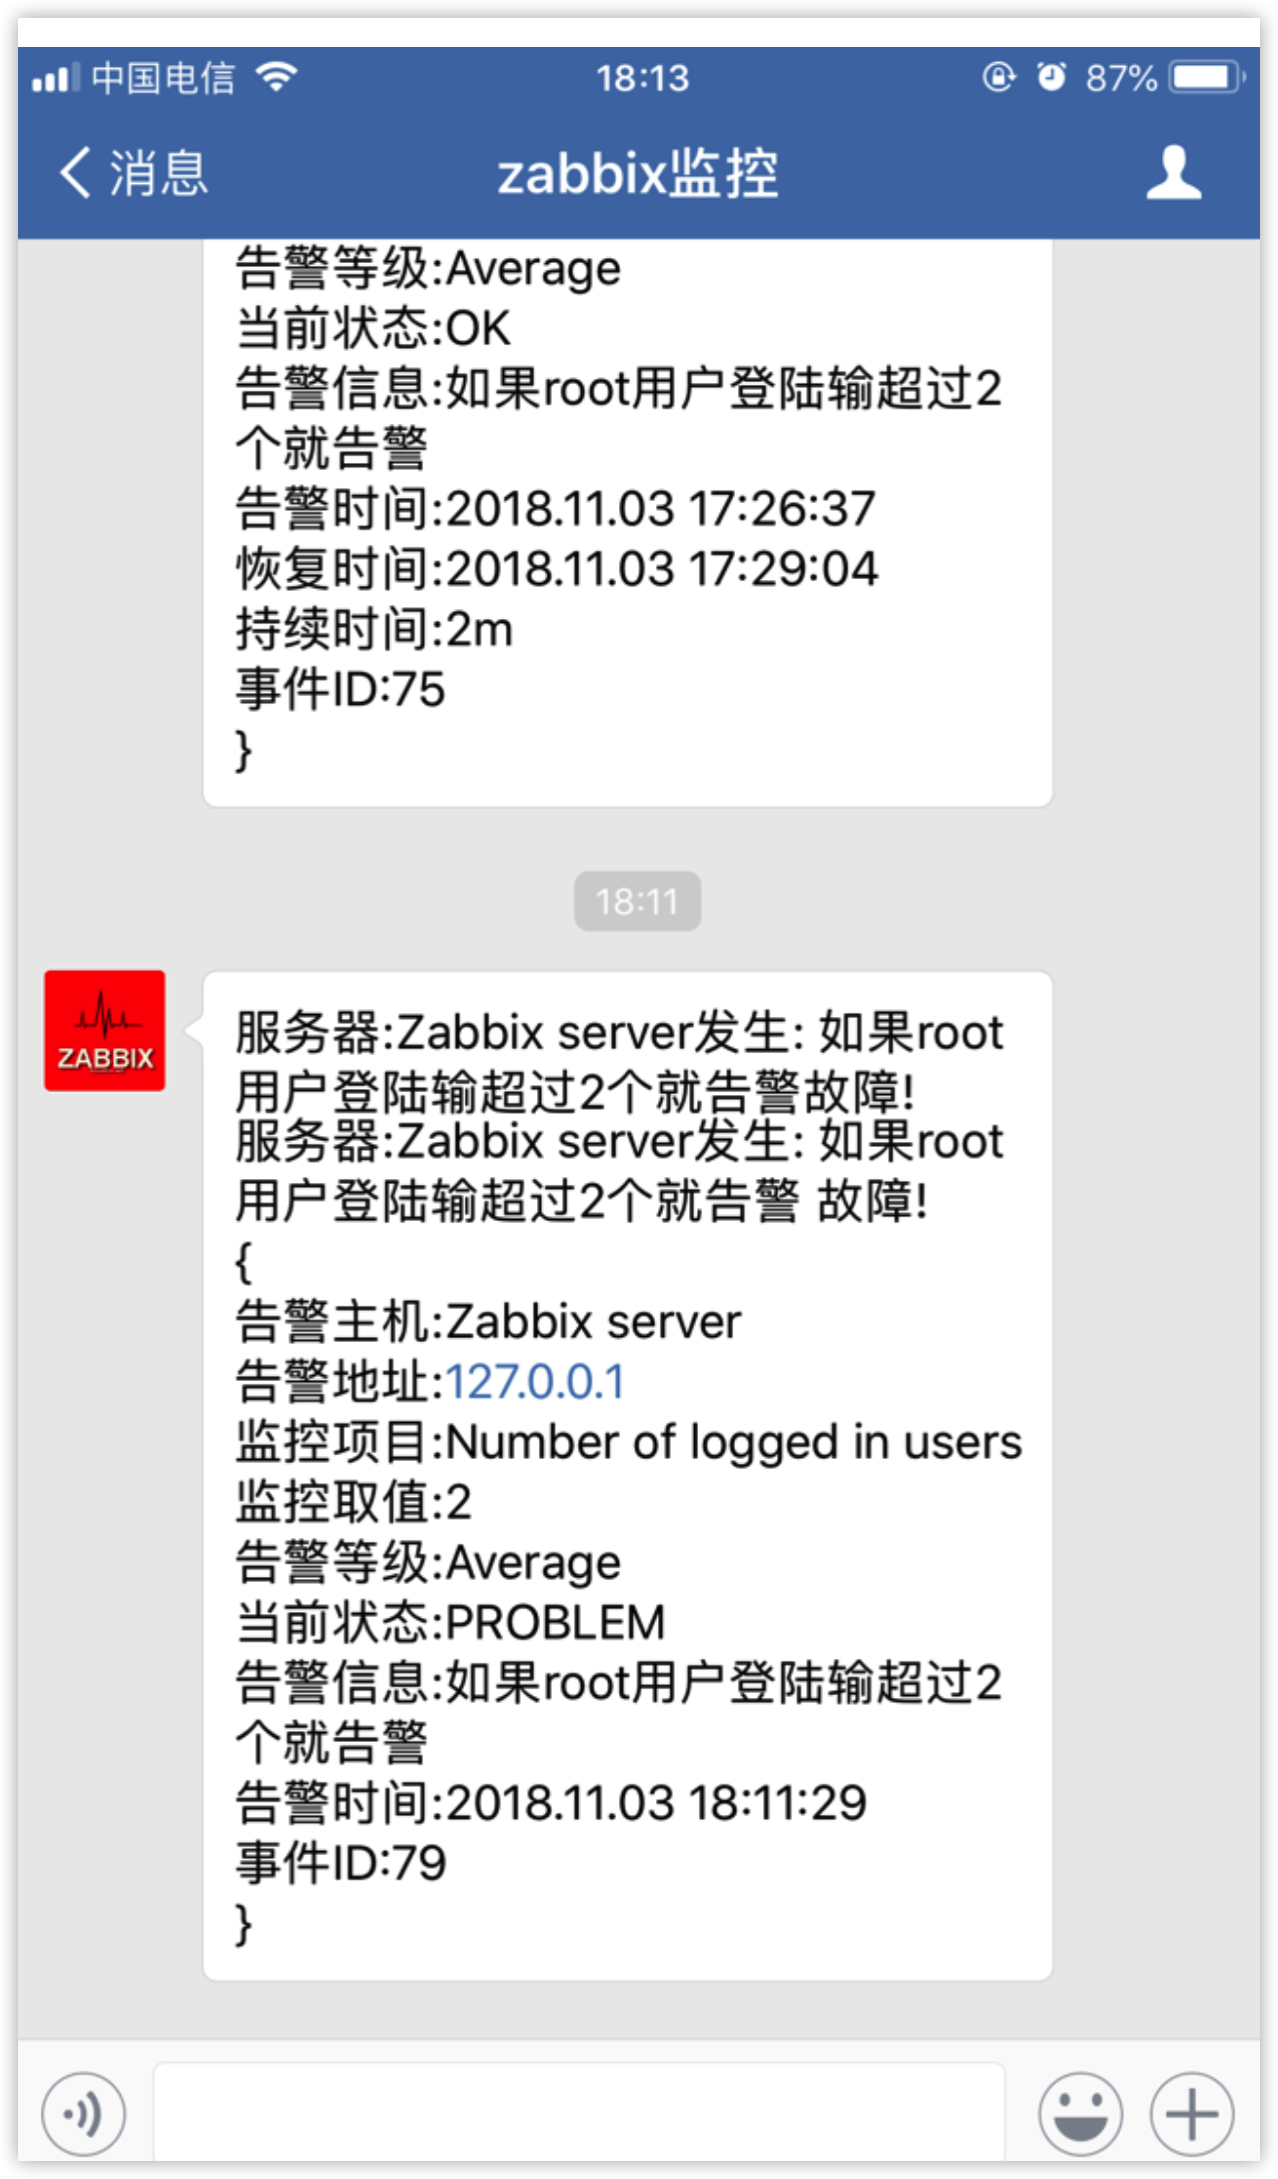 中国电信
18:13
87%
消息
zabbix监控
告警等级:Average
当前状态:OK
告警信息:如果root用户登陆输超过2
个就告警
告警时间:2018.11.03 17:26:37
恢复时间:2018.11.03 17:29:04
持续时间:2m
事件ID:75
}
18:11
ZABBIX
服务器:Zabbix server发生: 如果root
用户登陆输超过2个就告警故障!
服务器:Zabbix server发生: 如果root
用户登陆输超过2个就告警 故障!
{
告警主机:Zabbix server
告警地址:127.0.0.1
监控项目:Number of logged in users
监控取值:2
告警等级:Average
当前状态:PROBLEM
告警信息:如果root用户登陆输超过2
个就告警
告警时间:2018.11.03 18:11:29
事件ID:79
}